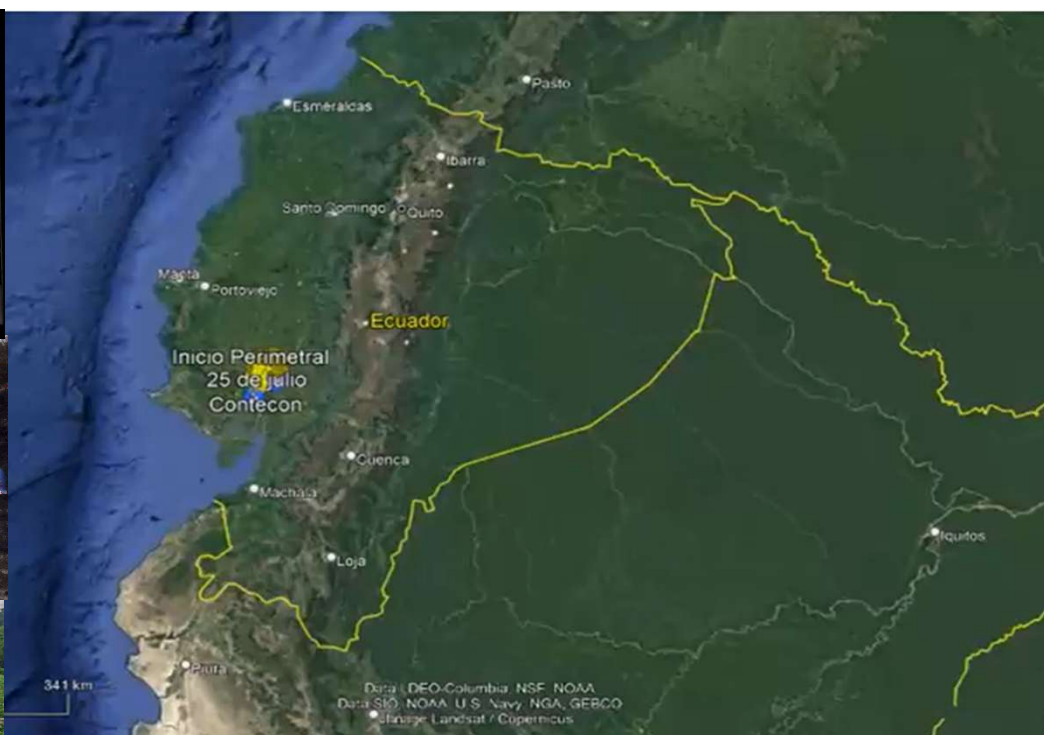 Pasto
Esmeraldas
Ibarra
Santo Domingo
Quito
Manta
Portoviejo
Ecuador
Inicio Perimetral
25 de julio
Contecon
Cuenca
Machala
Loja
Iquitos
Piura
341 km
Data LDEO-Columbia, NSF, NOAA
Data SIO, NOAA, U.S. Navy, NGA, GEBCO
Image Landsat / Copernicus